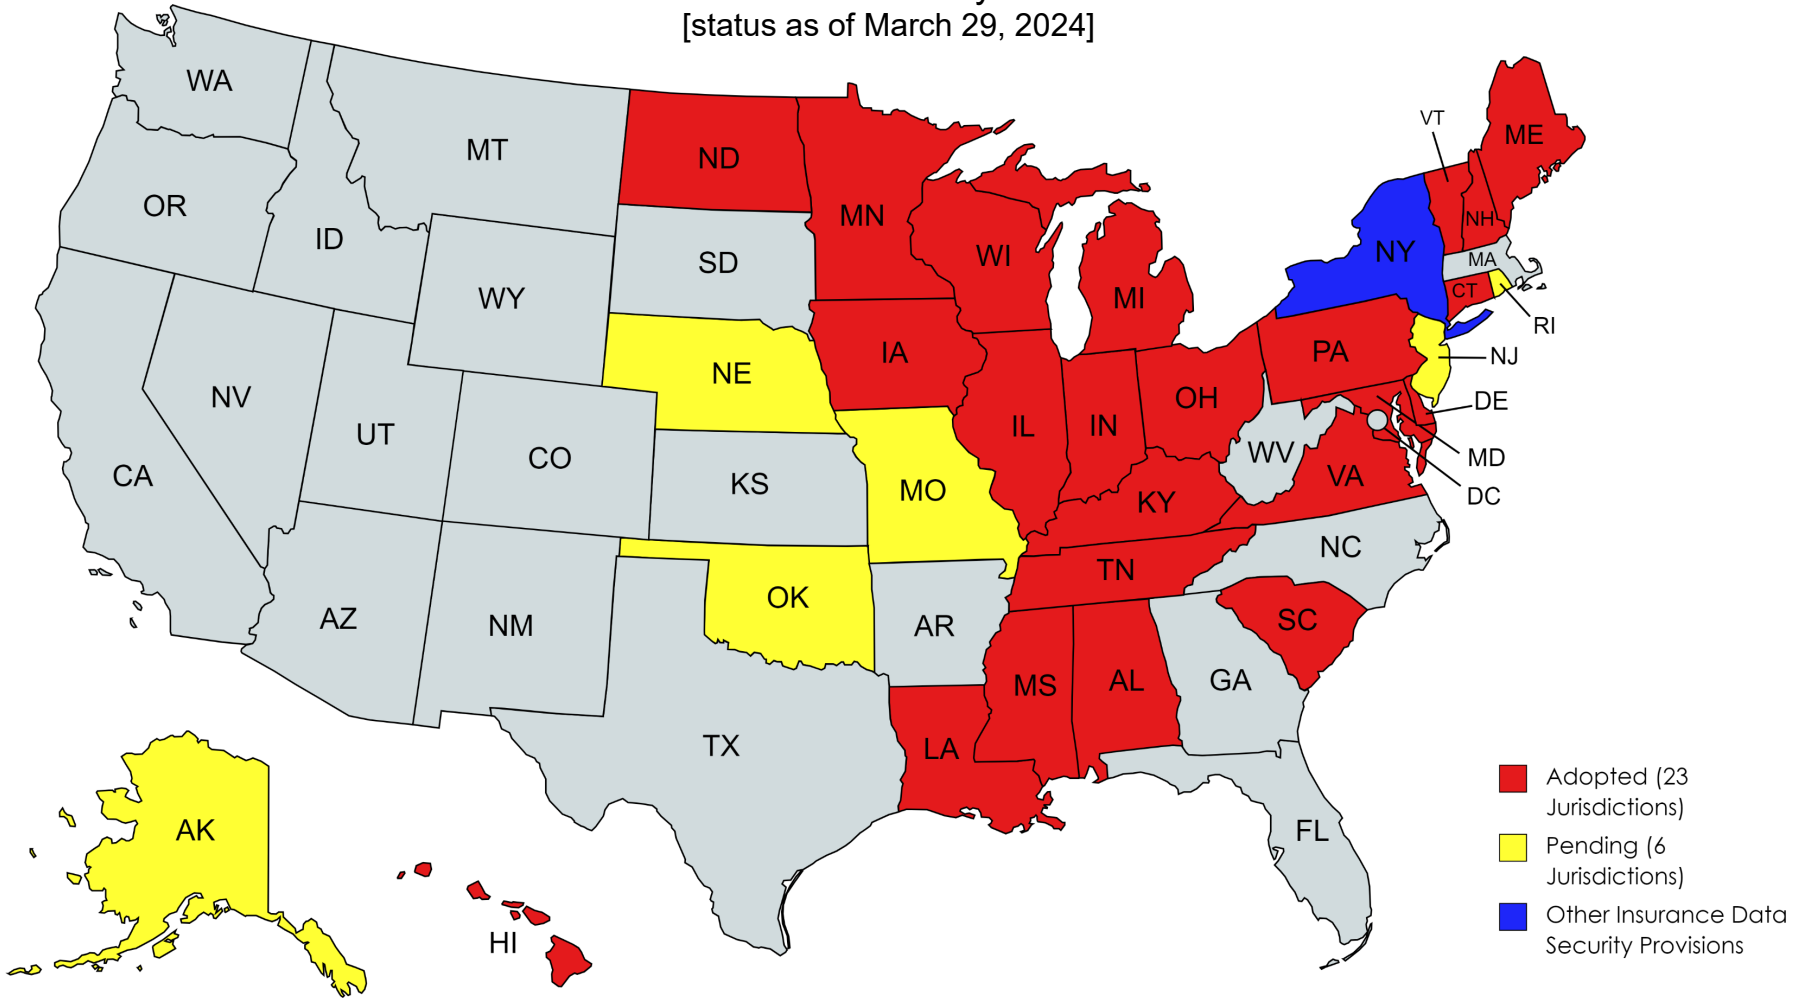 [status as of March 29, 2024]
WA
MT
ND
MN
VT
ME
OR
ID
SD
WI
NH
NY
MA
WY
MI
CT
RI
NE
IA
PA
NJ
NV
UT
CO
KS
MO
IL
IN
OH
WV
DE
MD
DC
VA
CA
KY
NC
AZ
NM
OK
AR
TN
SC
TX
LA
MS
AL
GA
FL
AK
HI
Adopted (23
Jurisdictions)
Pending (6
Jurisdictions)
Other Insurance Data
Security Provisions